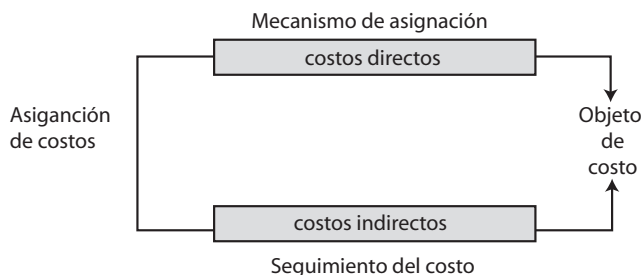 Mecanismo de asignación
costos directos
Asigancción
de costos
Objeto
de
costo
costos indirectos
Seguimiento del costo